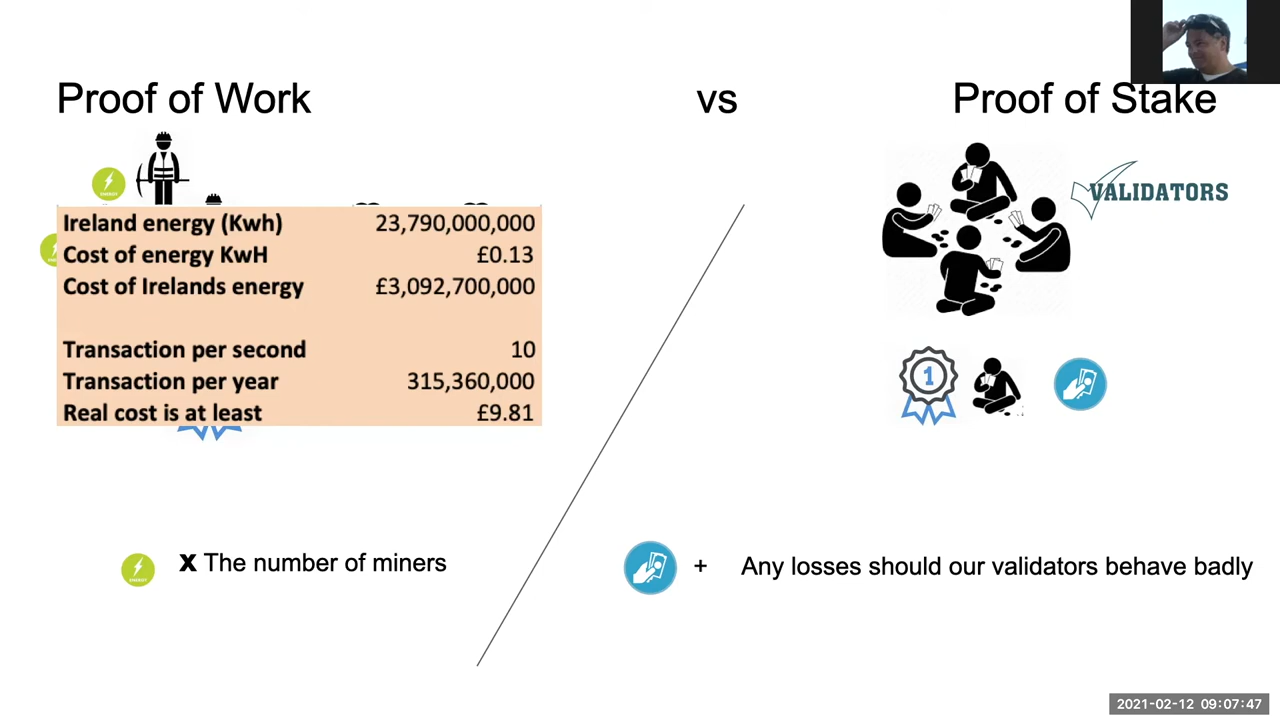 Proof of Work
vs
Proof of Stake
ENERGY
VALIDATORS
Ireland energy (Kwh) 23,790,000,000
Cost of energy KwH £0.13
Cost of Irelands energy £3,092,700,000
Transaction per second 10
Transaction per year 315,360,000
Real cost is at least £9.81
1
ENERGY
X The number of miners
+ Any losses should our validators behave badly
2021-02-12 09:07:47